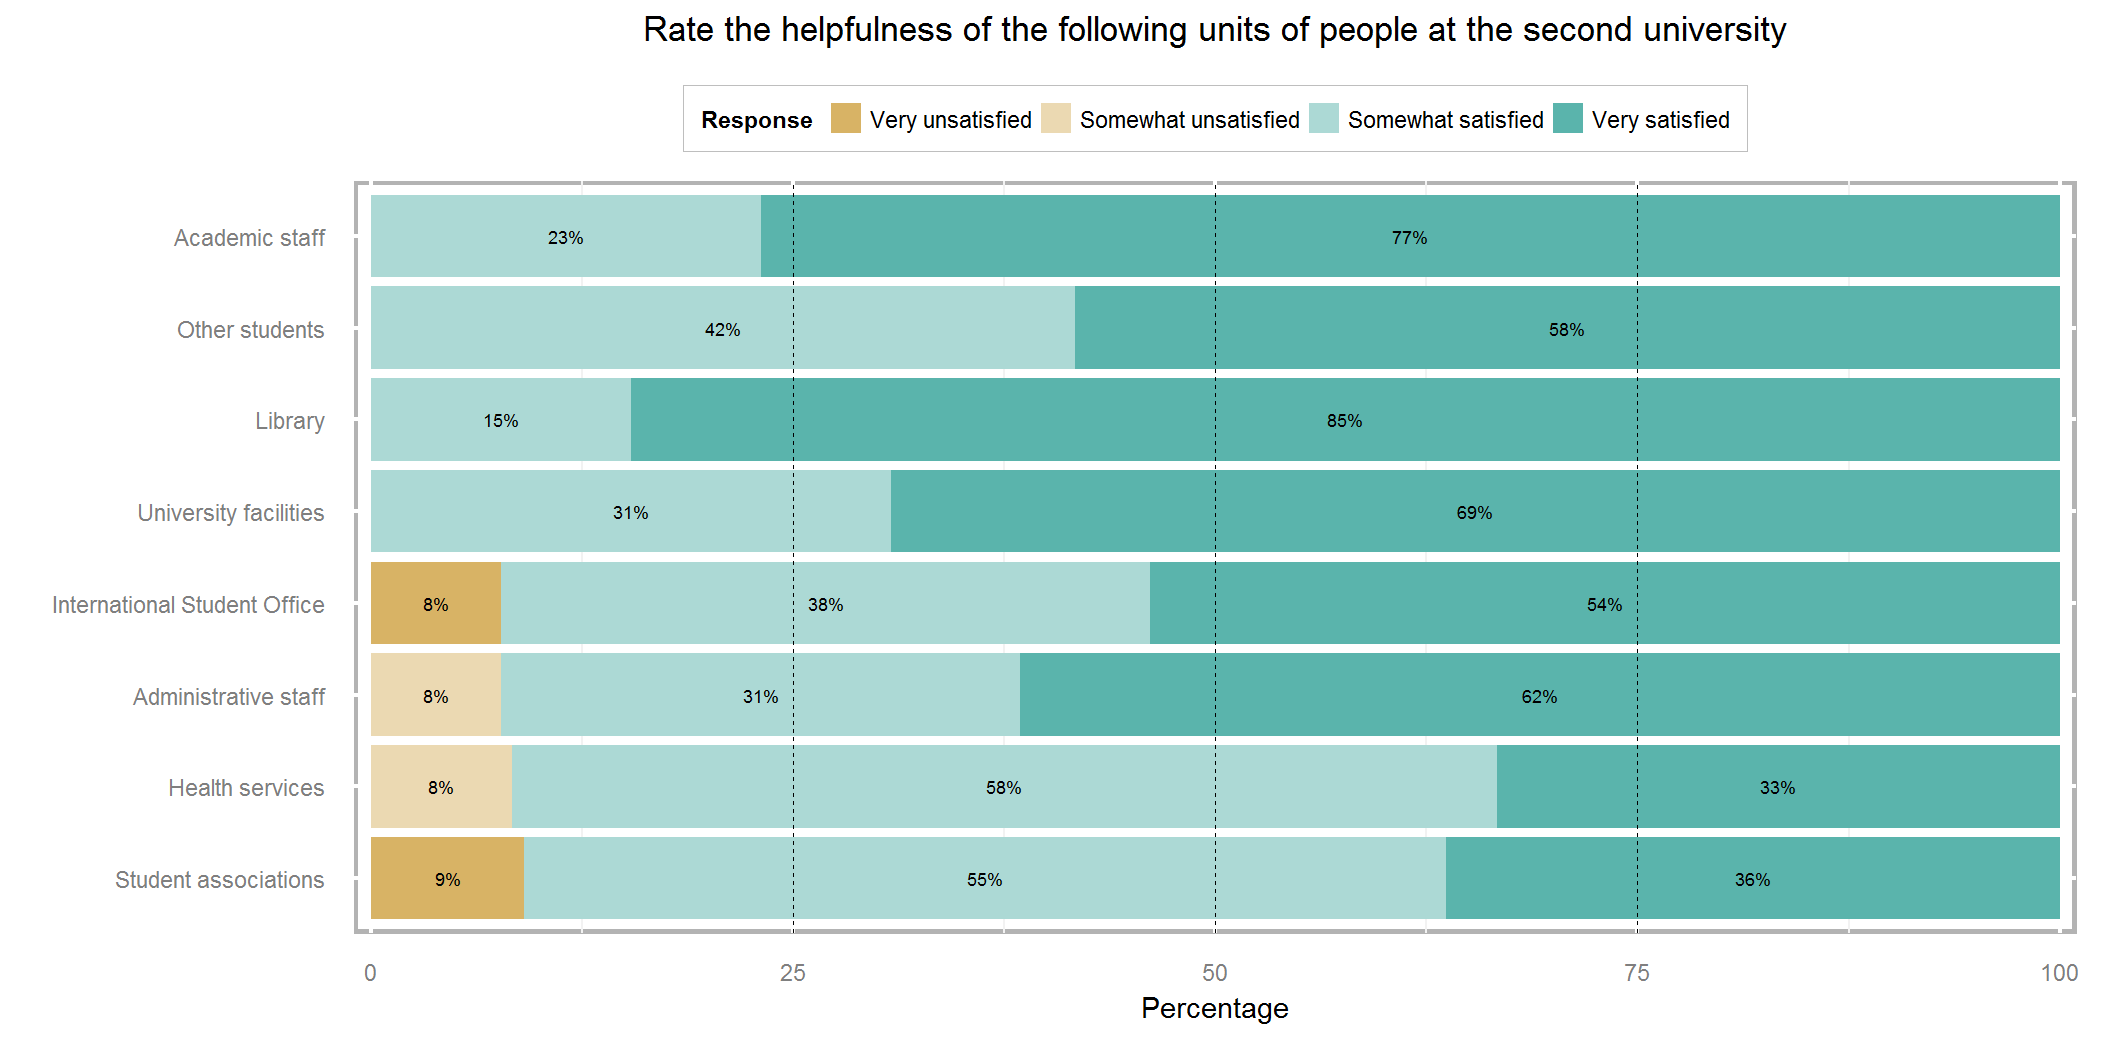 Rate the helpfulness of the following units of people at the second university
Response Very unsatisfied Somewhat unsatisfied Somewhat satisfied Very satisfied
Academic staff 23% 77%
Other students 42% 58%
Library 15% 85%
University facilities 31% 69%
International Student Office 8% 38% 54%
Administrative staff 8% 31% 62%
Health services 8% 58% 33%
Student associations 9% 55% 36%
0 25 50 75 100
Percentage